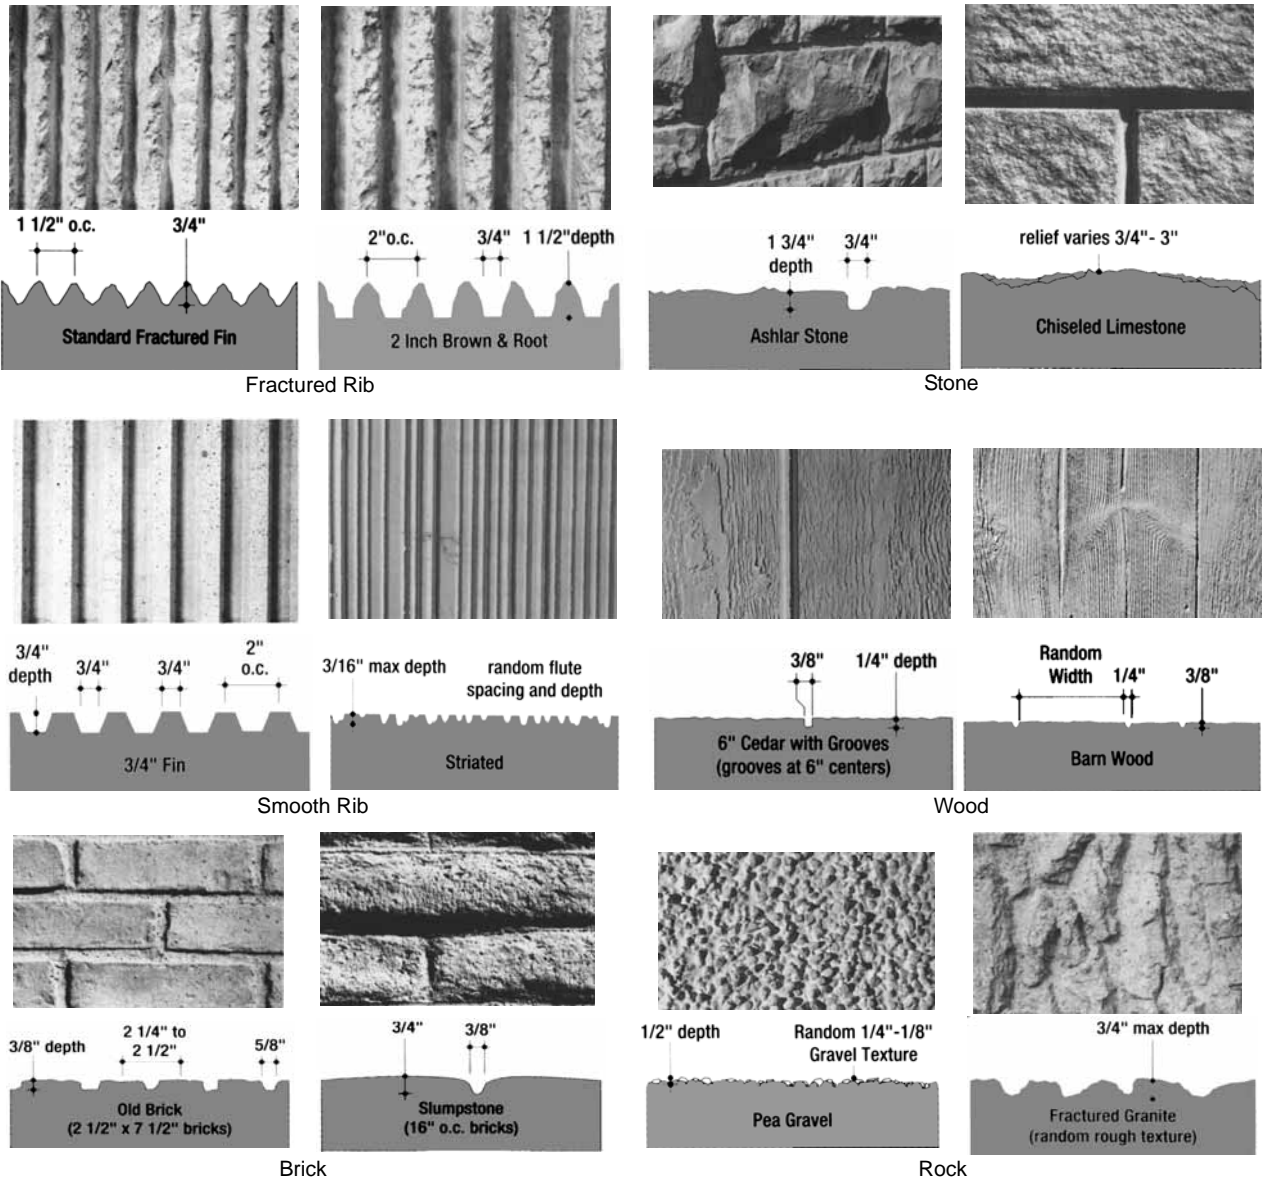 1 1/2" o.c.
3/4"
Standard Fractured Fin
2"o.c.
3/4"
1 1/2"depth
2 Inch Brown & Root
Fractured Rib
1 3/4"
depth
3/4"
Ashlar Stone
relief varies 3/4"- 3"
Chiseled Limestone
Stone
3/4"
depth
3/4"
3/4"
2"
o.c.
3/4" Fin
3/16" max depth
random flute
spacing and depth
Striated
Smooth Rib
3/8"
1/4" depth
6" Cedar with Grooves
(grooves at 6" centers)
Random
Width
1/4"
3/8"
Barn Wood
Wood
3/8" depth
2 1/4" to
2 1/2"
5/8"
Old Brick
(2 1/2" x 7 1/2" bricks)
3/4"
3/8"
Slumpstone
(16" o.c. bricks)
Brick
1/2" depth
Random 1/4"-1/8"
Gravel Texture
Pea Gravel
3/4" max depth
Fractured Granite
(random rough texture)
Rock